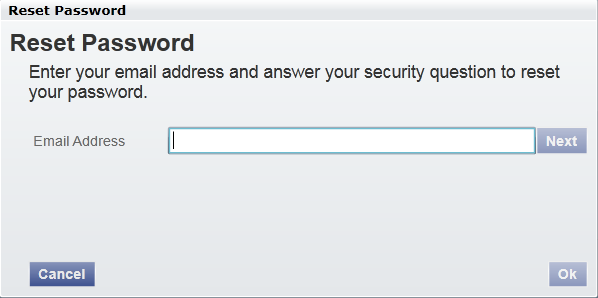 Reset Password
Reset Password
Enter your email address and answer your security question to reset
your password.
Email Address
Next
Cancel
Ok